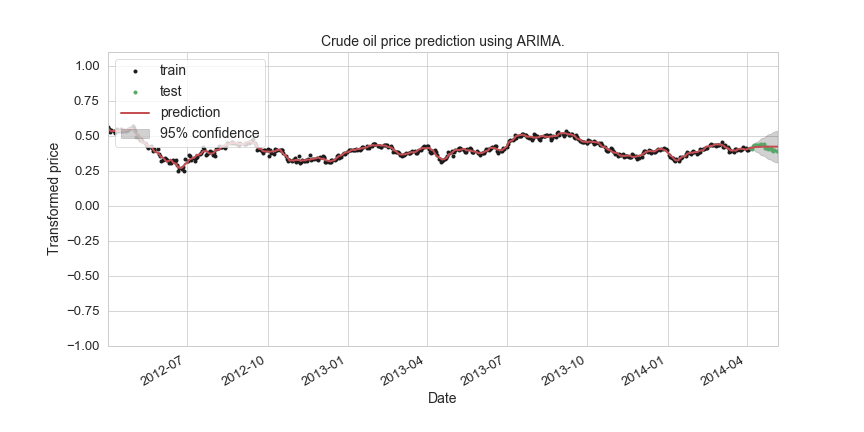 Crude oil price prediction using ARIMA.
1.00
0.75
0.50
0.25
0.00
−0.25
−0.50
−0.75
−1.00
Transformed price
train
test
prediction
95% confidence
2012-07
2012-10
2013-01
2013-04
2013-07
2013-10
2014-01
2014-04
Date